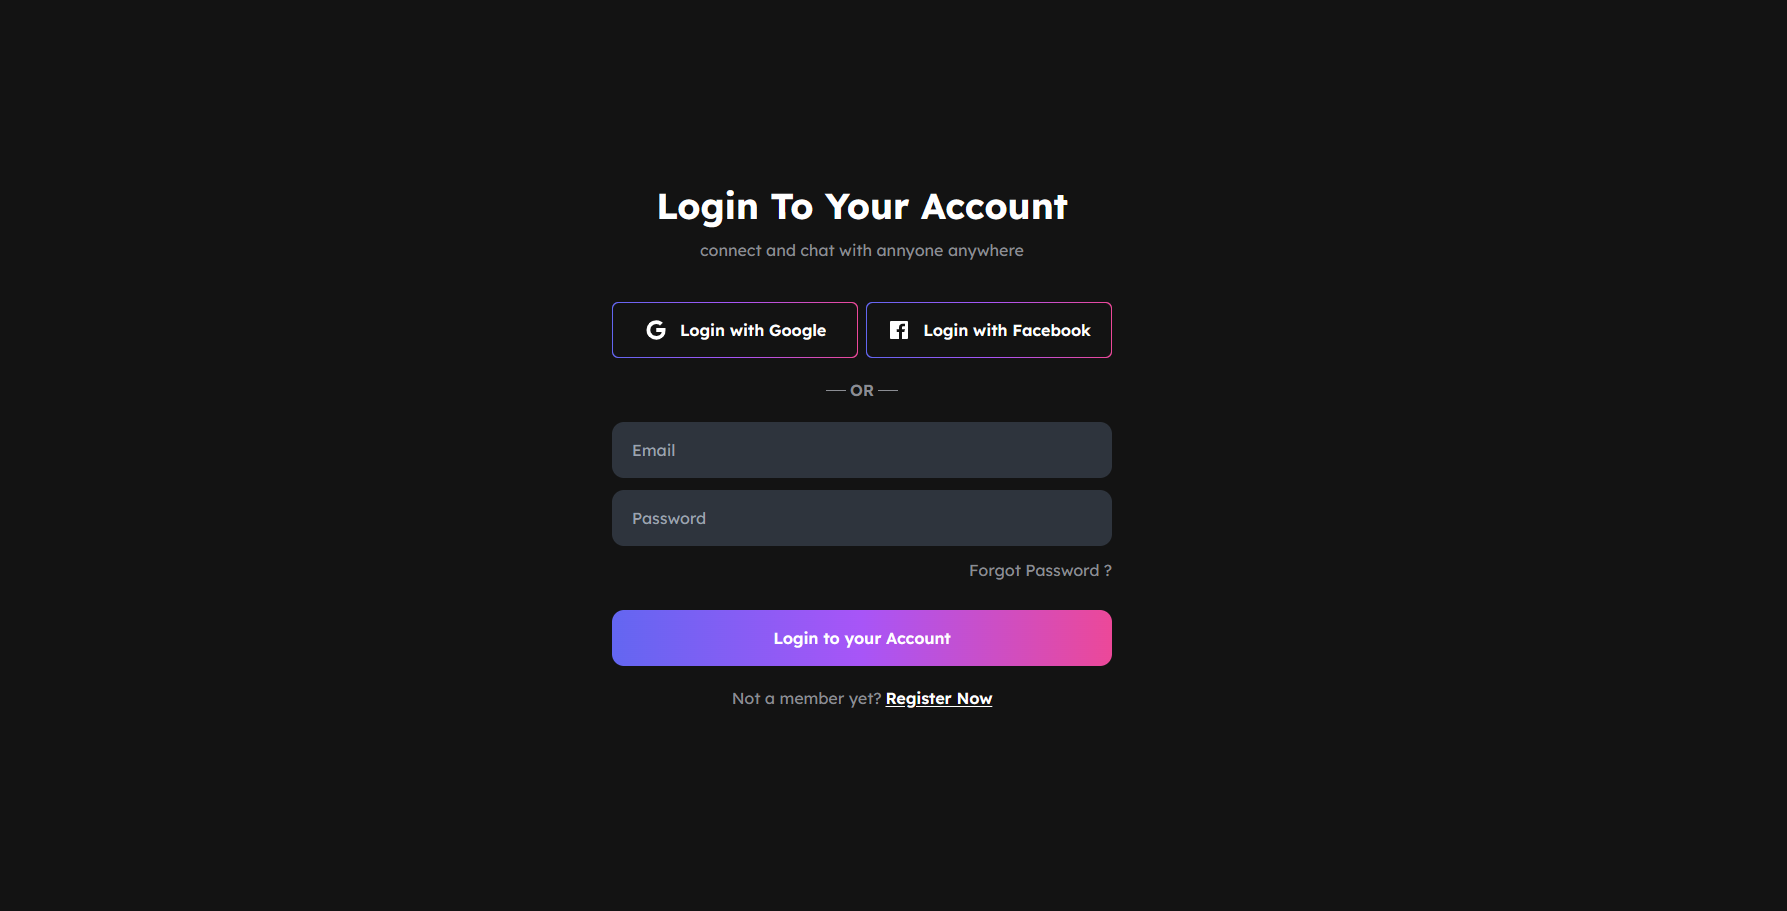 Login To Your Account
connect and chat with annyone anywhere
Login with Google
Login with Facebook
OR
Email
Password
Forgot Password ?
Login to your Account
Not a member yet? Register Now